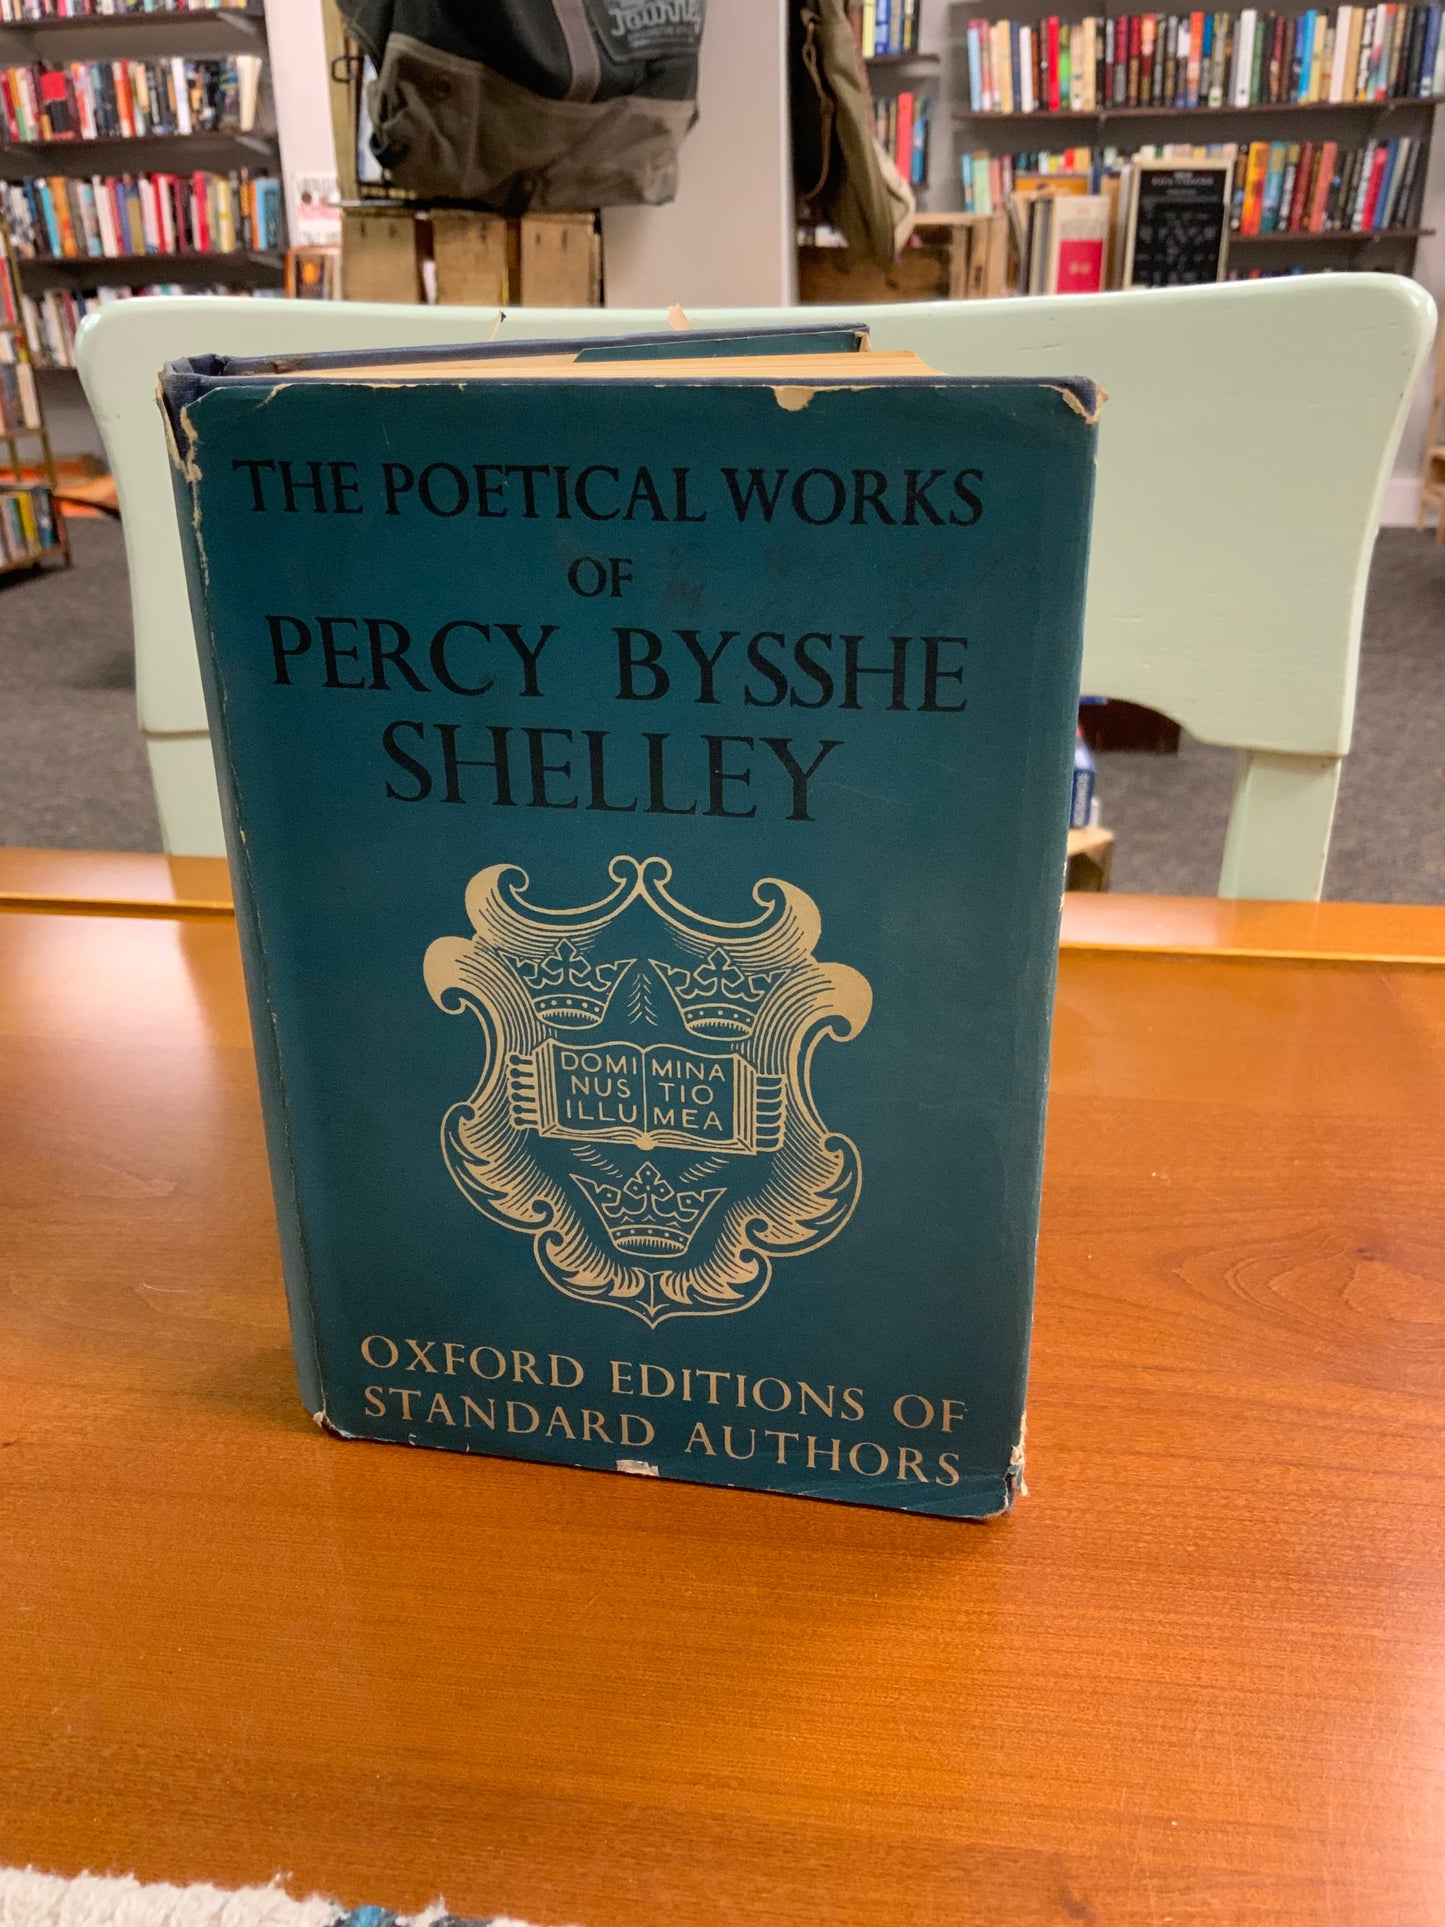 THE POETICAL WORKS
OF
PERCY BYSSHE
SHELLEY
DOMI MINA
NUS TIO
ILLU MEA
OXFORD EDITIONS OF
STANDARD AUTHORS